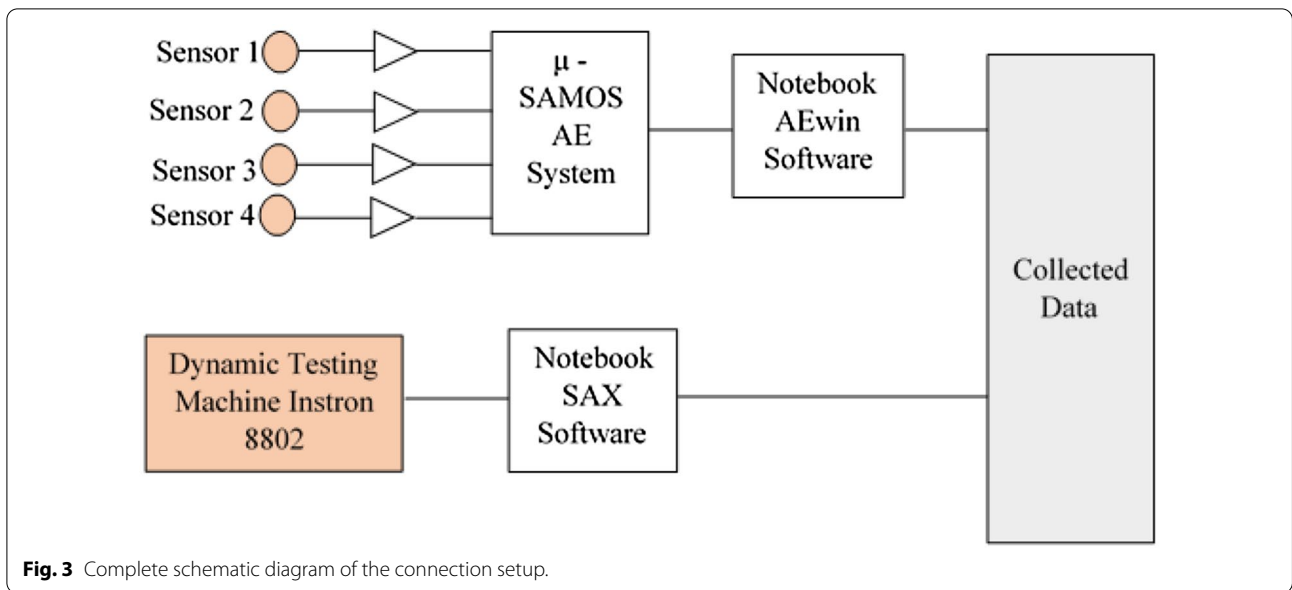 Sensor 1
Sensor 2
Sensor 3
Sensor 4
μ -
SAMOS
AE
System
Notebook
AEwin
Software
Collected
Data
Dynamic Testing
Machine Instron
8802
Notebook
SAX
Software
Fig. 3 Complete schematic diagram of the connection setup.